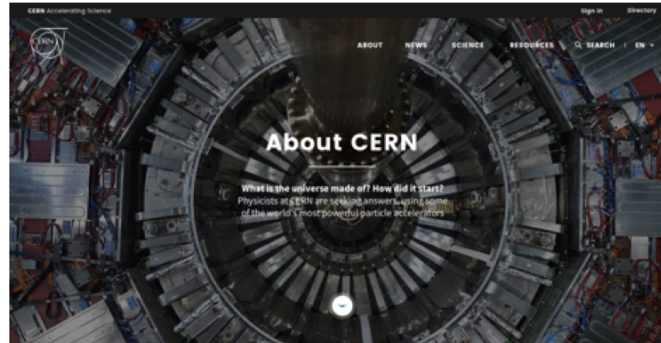 CERN Accelerating Science
Sign in Directory
CERN
ABOUT NEWS SCIENCE RESOURCES SEARCH | EN
About CERN
What is the universe made of? How did it start?
Physicists at CERN are seeking answers, using some
of the world's most powerful particle accelerators